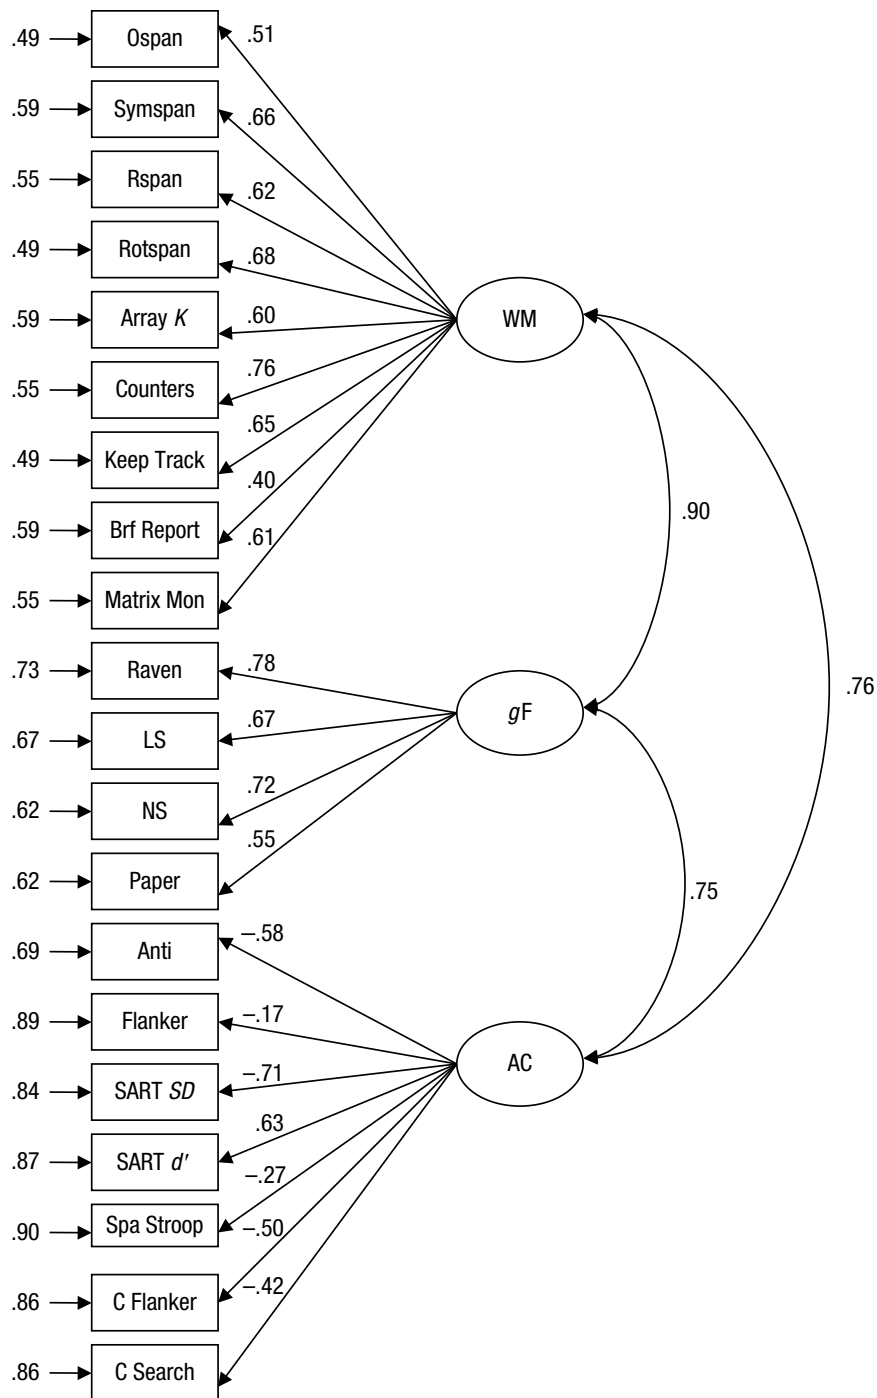 .49 Ospan .51
.59 Symspan .66
.55 Rspan .62
.49 Rotspan .68
.59 Array K .60
WM
.55 Counters .76
.49 Keep Track .65
.59 Brf Report .40
.90
.55 Matrix Mon .61
.73 Raven .78
.76
gF
.67 LS .67
.62 NS .72
.62 Paper .55
.75
.69 Anti –.58
.89 Flanker –.17
AC
.84 SART SD –.71
.87 SART d′ .63
.90 Spa Stroop –.27
.86 C Flanker –.50
.86 C Search –.42